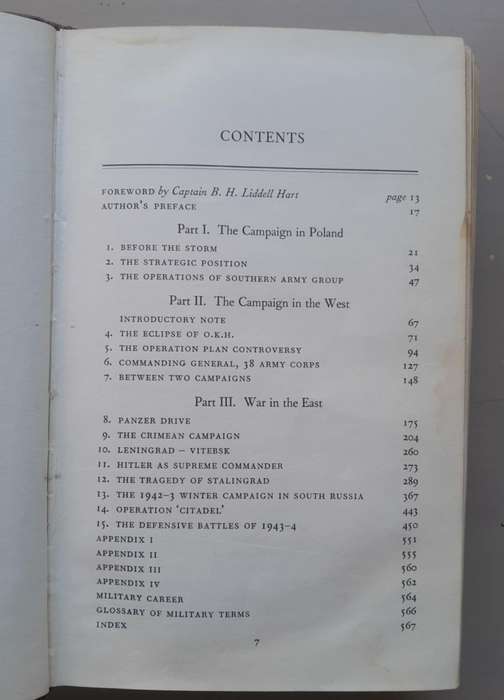 CONTENTS
FOREWORD by Captain B. H. Liddell Hart page 13
AUTHOR'S PREFACE 17
Part I. The Campaign in Poland
1. BEFORE THE STORM 21
2. THE STRATEGIC POSITION 34
3. THE OPERATIONS OF SOUTHERN ARMY GROUP 47
Part II. The Campaign in the West
INTRODUCTORY NOTE 67
4. THE ECLIPSE OF O.K.H. 71
5. THE OPERATION PLAN CONTROVERSY 94
6. COMMANDING GENERAL, 38 ARMY CORPS 127
7. BETWEEN TWO CAMPAIGNS 148
Part III. War in the East
8. PANZER DRIVE 175
9. THE CRIMEAN CAMPAIGN 204
10. LENINGRAD – VITEBSK 260
11. HITLER AS SUPREME COMMANDER 273
12. THE TRAGEDY OF STALINGRAD 289
13. THE 1942–3 WINTER CAMPAIGN IN SOUTH RUSSIA 367
14. OPERATION 'CITADEL' 443
15. THE DEFENSIVE BATTLES OF 1943–4 450
APPENDIX I 551
APPENDIX II 555
APPENDIX III 560
APPENDIX IV 562
MILITARY CAREER 564
GLOSSARY OF MILITARY TERMS 566
INDEX 567
7